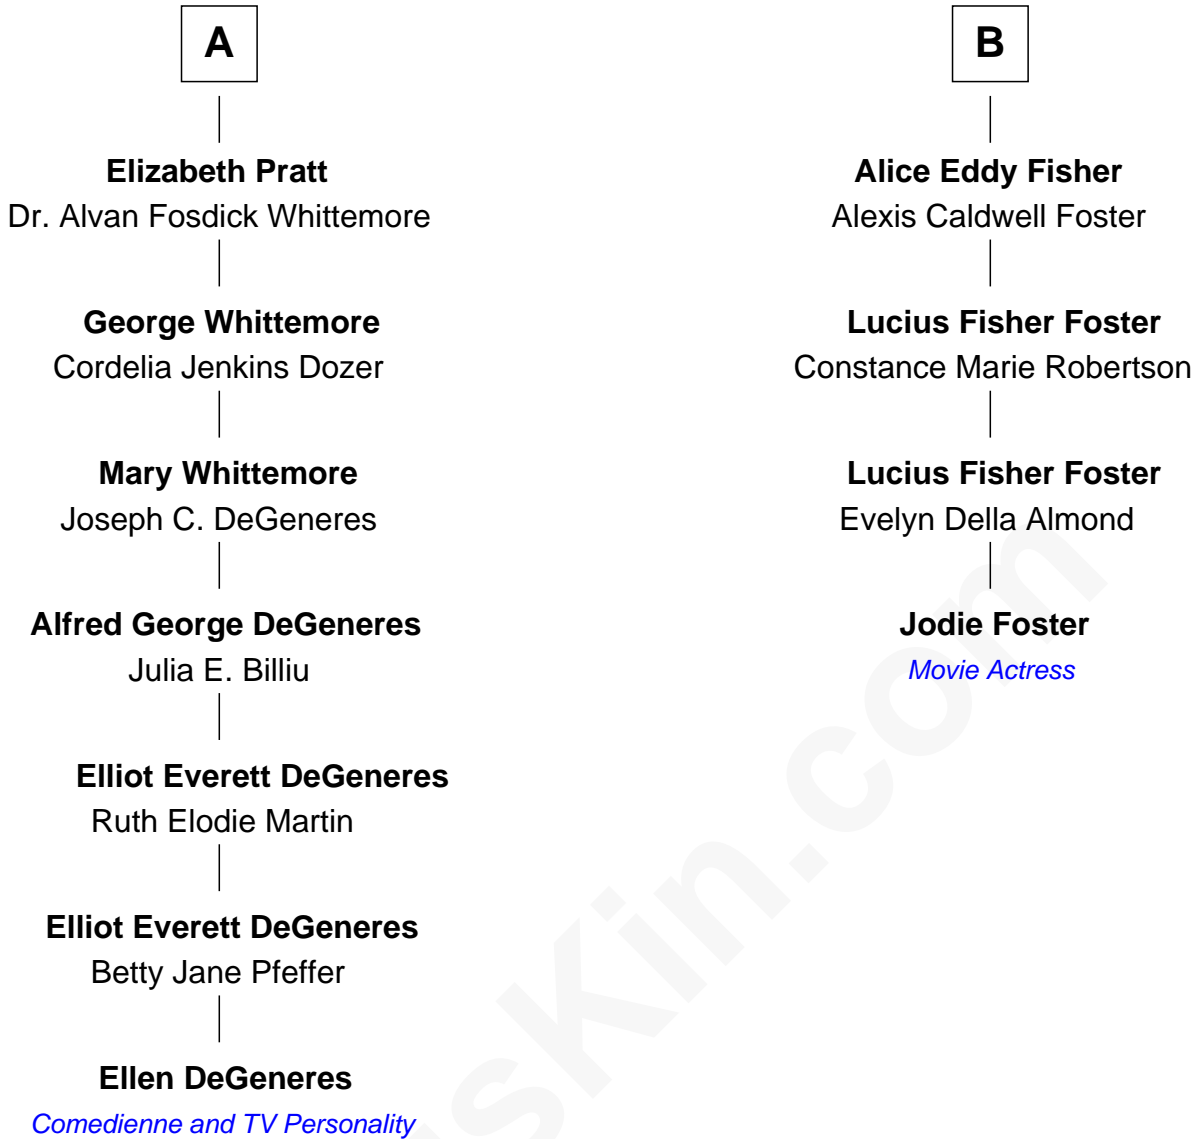 A
Elizabeth Pratt
Dr. Alvan Fosdick Whittemore
George Whittemore
Cordelia Jenkins Dozer
Mary Whittemore
Joseph C. DeGeneres
Alfred George DeGeneres
Julia E. Billiu
Elliot Everett DeGeneres
Ruth Elodie Martin
Elliot Everett DeGeneres
Betty Jane Pfeffer
Ellen DeGeneres
Comedienne and TV Personality
B
Alice Eddy Fisher
Alexis Caldwell Foster
Lucius Fisher Foster
Constance Marie Robertson
Lucius Fisher Foster
Evelyn Della Almond
Jodie Foster
Movie Actress
sKin.com